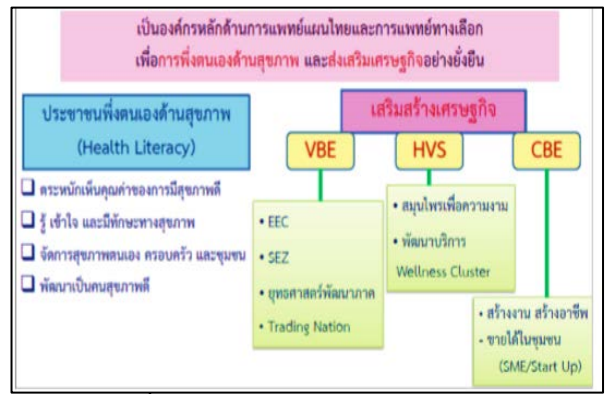 เป็นองค์กรหลักด้านการแพทย์แผนไทยและการแพทย์ทางเลือก
เพื่อการพึ่งตนเองด้านสุขภาพ และส่งเสริมเศรษฐกิจอย่างยั่งยืน
ประชาชนพึ่งตนเองด้านสุขภาพ
(Health Literacy)
ตระหนักเห็นคุณค่าของการมีสุขภาพดี
รู้ เข้าใจ และมีทักษะทางสุขภาพ
จัดการสุขภาพตนเอง ครอบครัว และชุมชน
พัฒนาเป็นคนสุขภาพดี
เสริมสร้างเศรษฐกิจ
VBE
• EEC
• SEZ
• ยุทธศาสตร์พัฒนาภาค
• Trading Nation
HVS
• สมุนไพรเพื่อความงาม
• พัฒนาบริการ
Wellness Cluster
CBE
• สร้างงาน สร้างอาชีพ
- ขายได้ในชุมชน
(SME/Start Up)